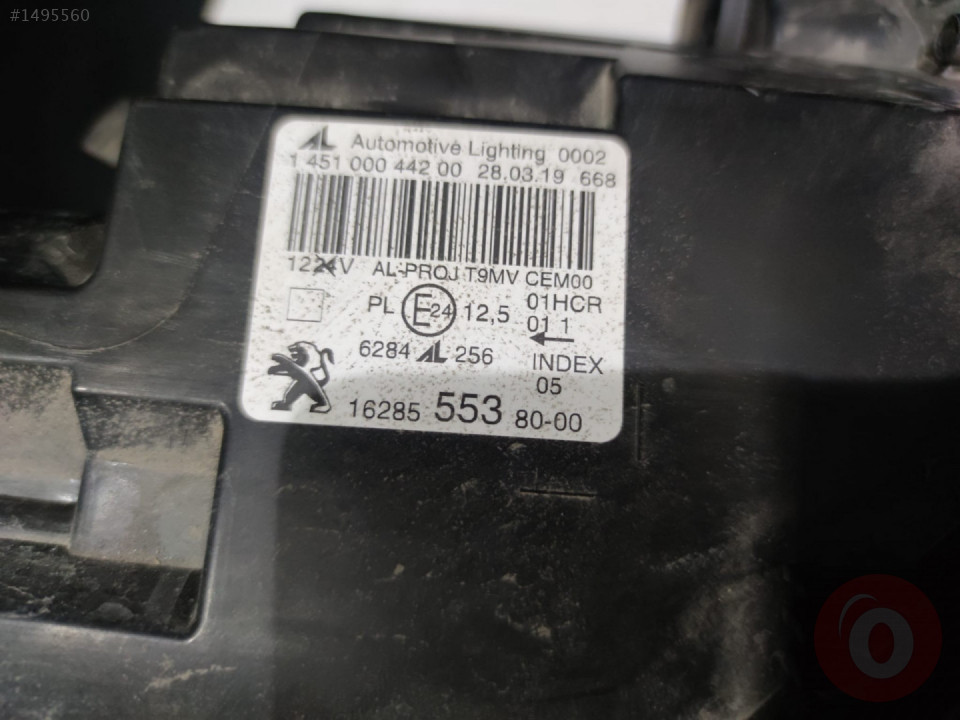 #1495560
AL Automotive Lighting 0002
1 451 000 442 00 28.03.19 668
1224V AL-PROJ T9MV CEM00
PL E24 12,5 01HCR
01 1
6284 AL 256 INDEX
05
16285 553 80-00
O